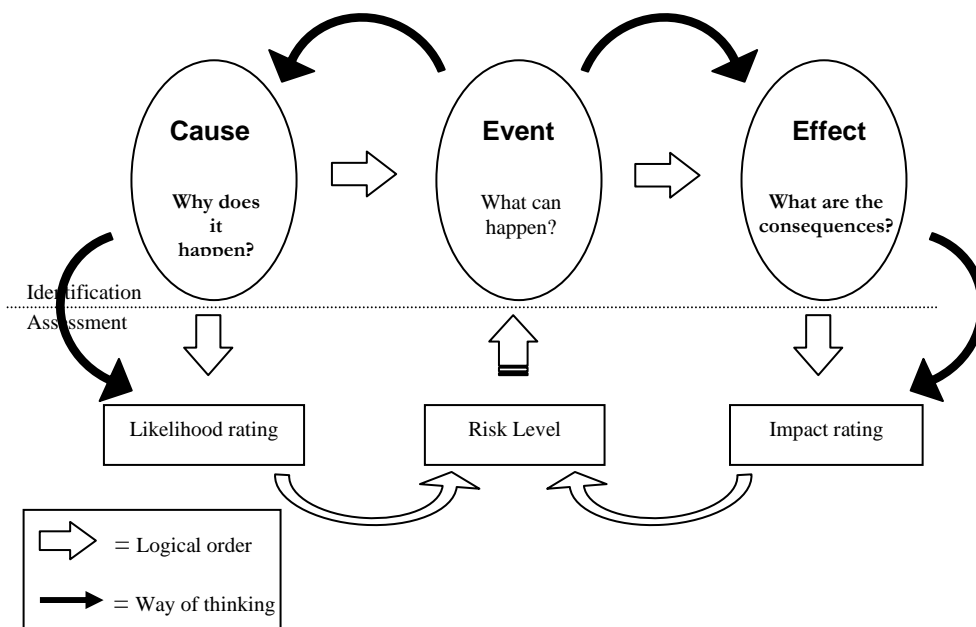 Cause
Why does
it
happen?
Event
What can
happen?
Effect
What are the
consequences?
Identification
Assessment
Likelihood rating
Risk Level
Impact rating
= Logical order
= Way of thinking